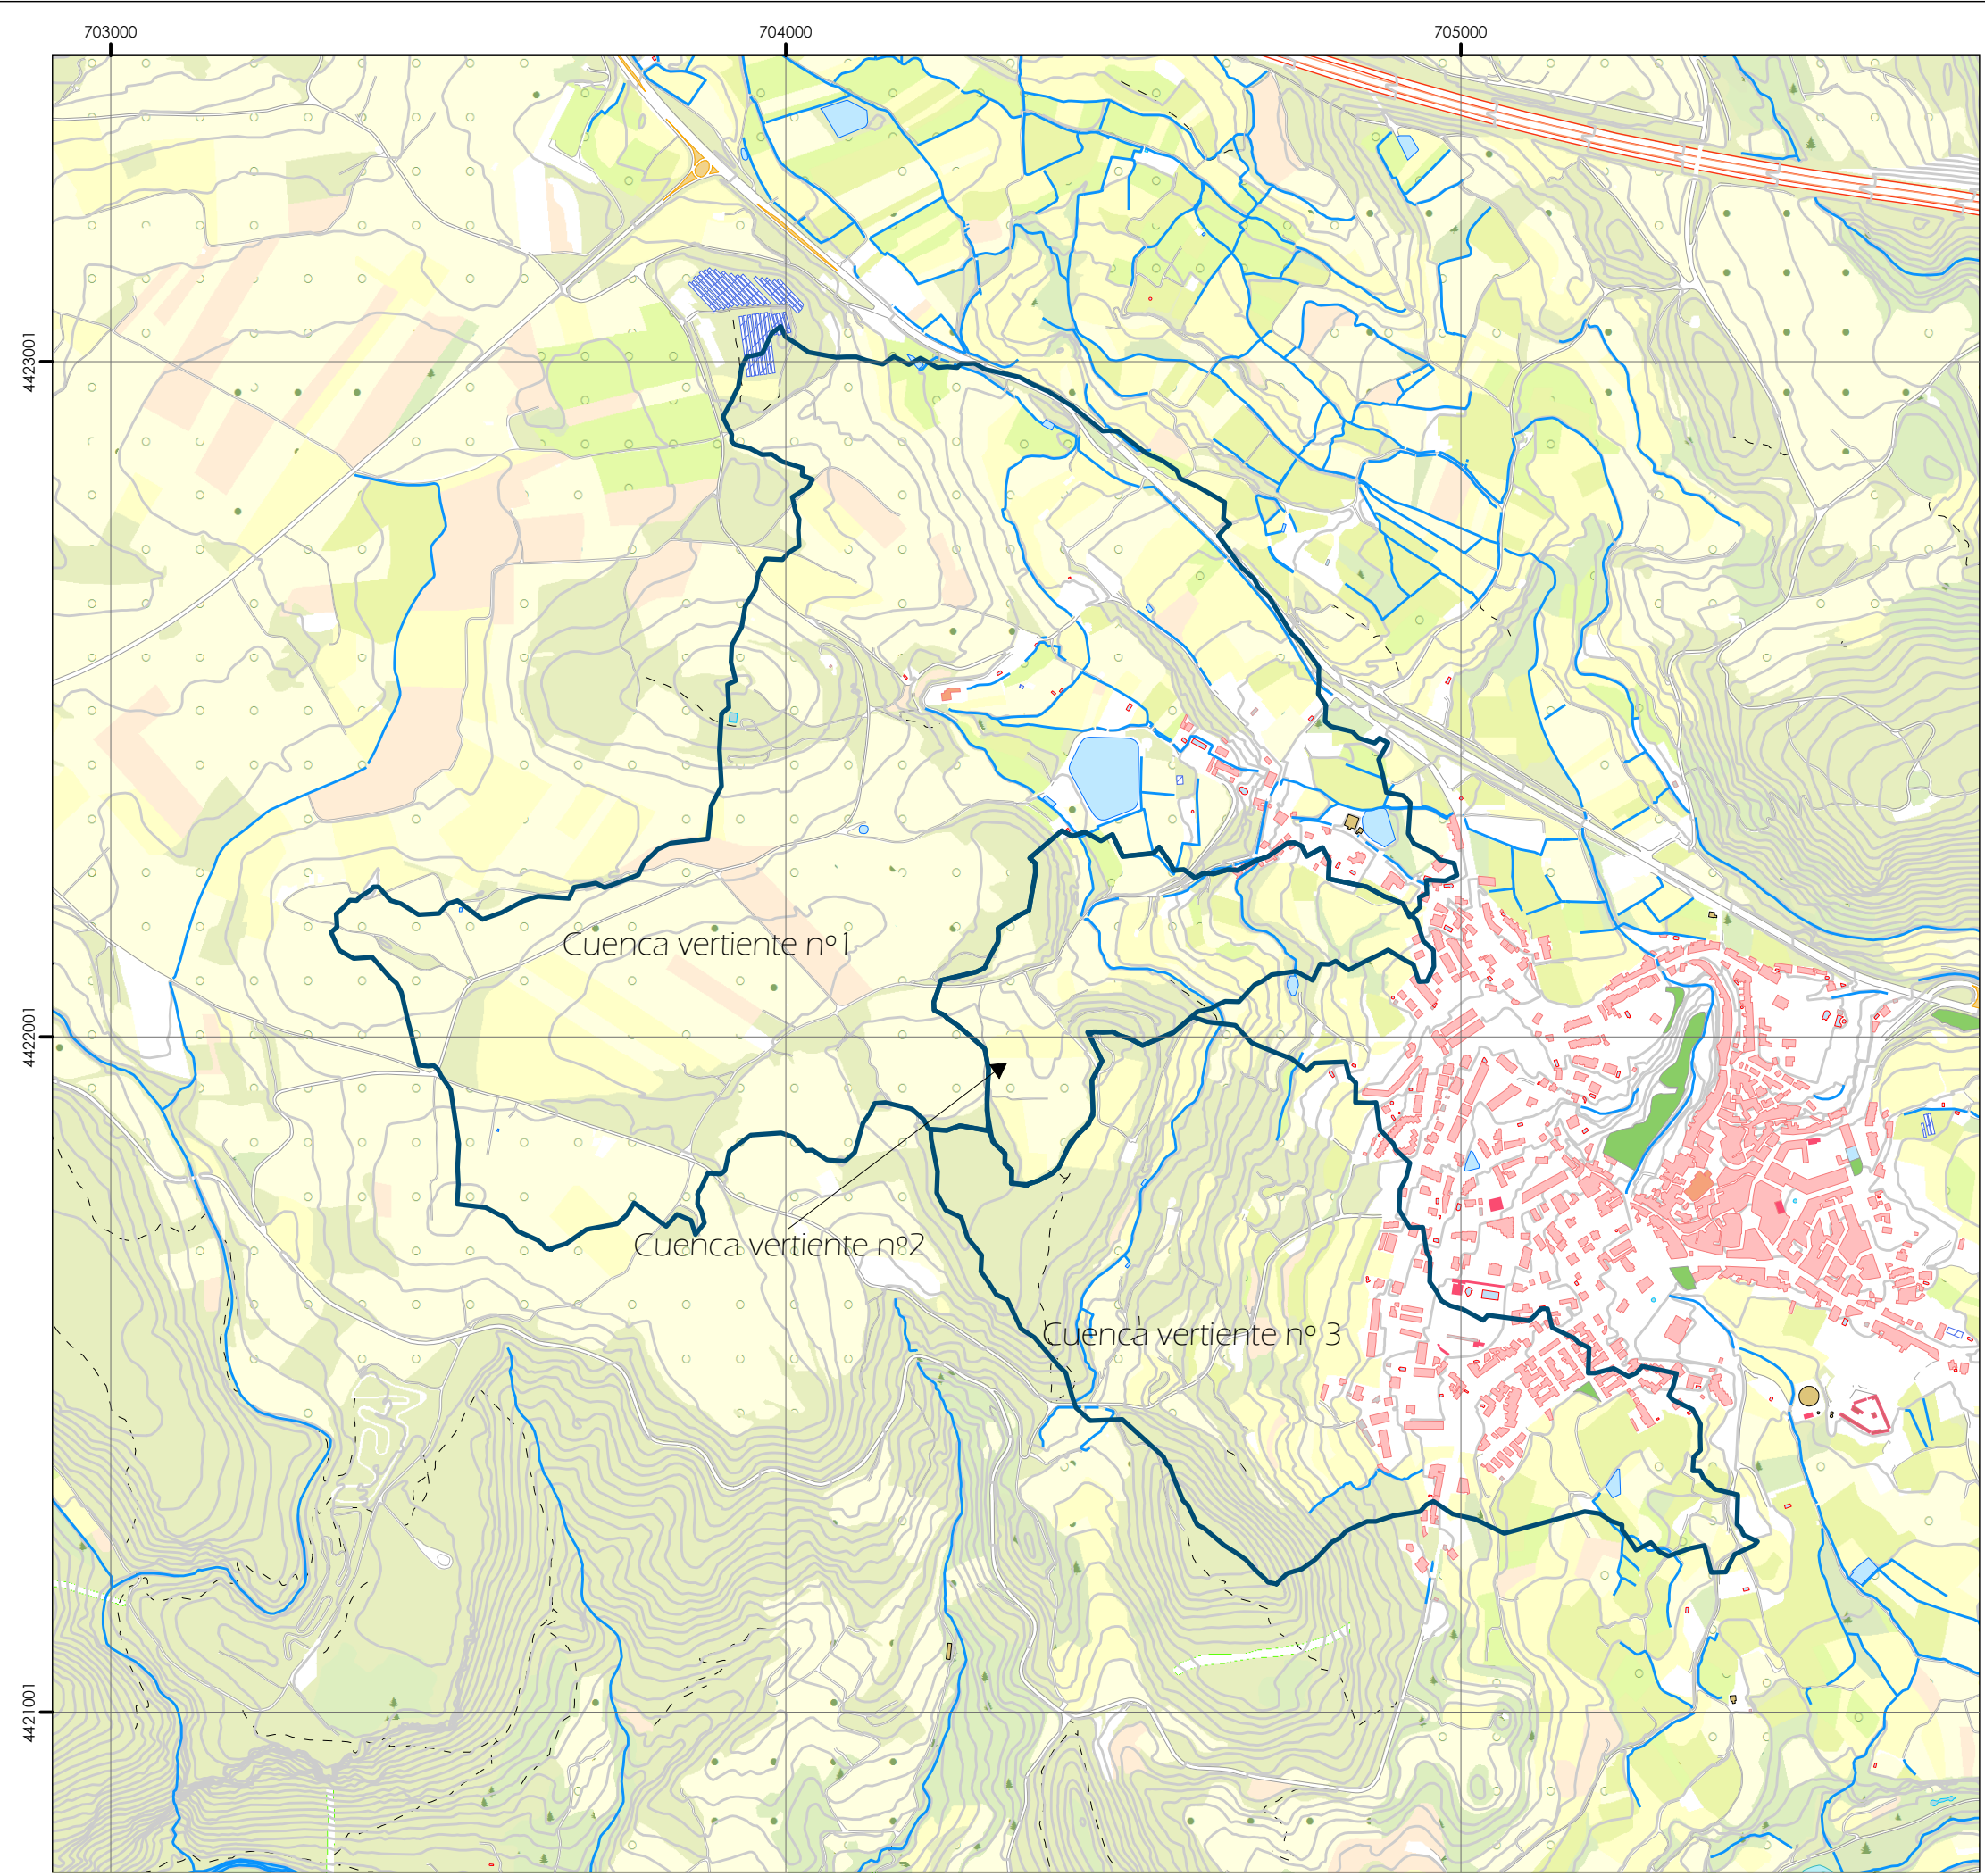 703000
704000
705000
4423001
Cuenca vertiente nº1
4422001
Cuenca vertiente nº2
Cuenca vertiente nº 3
4421001